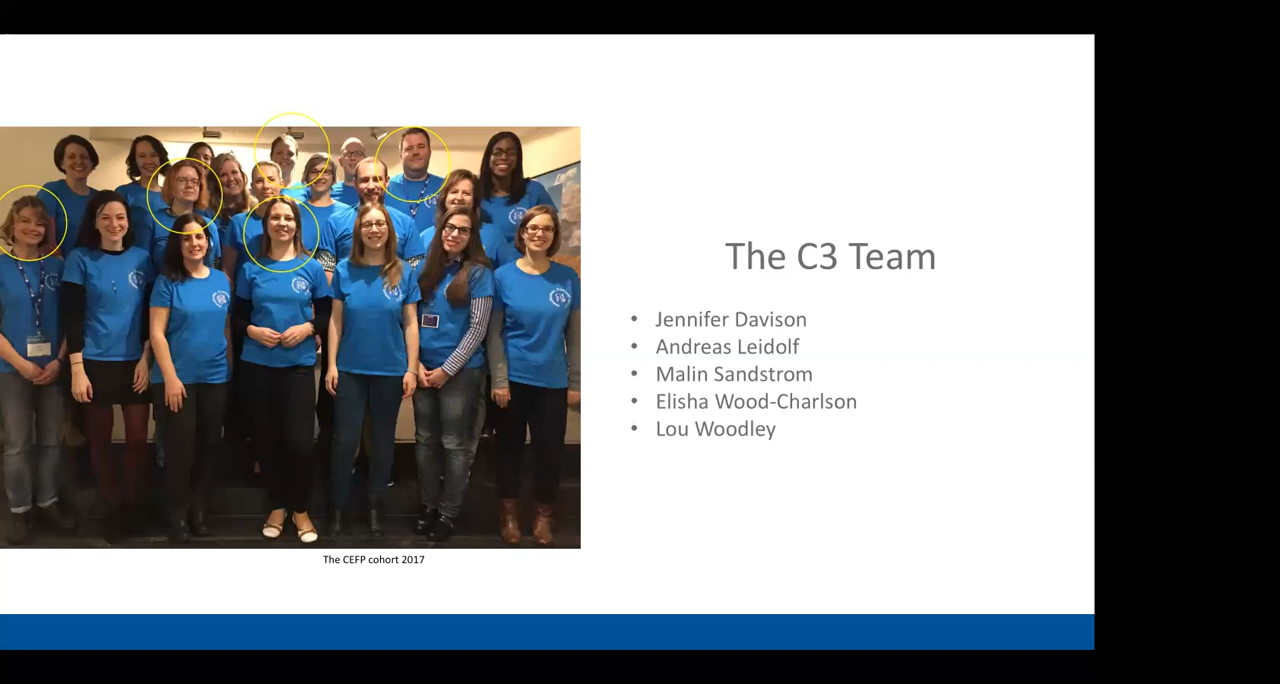 The C3 Team
• Jennifer Davison
• Andreas Leidolf
• Malin Sandstrom
• Elisha Wood-Charlson
• Lou Woodley
The CEFP cohort 2017